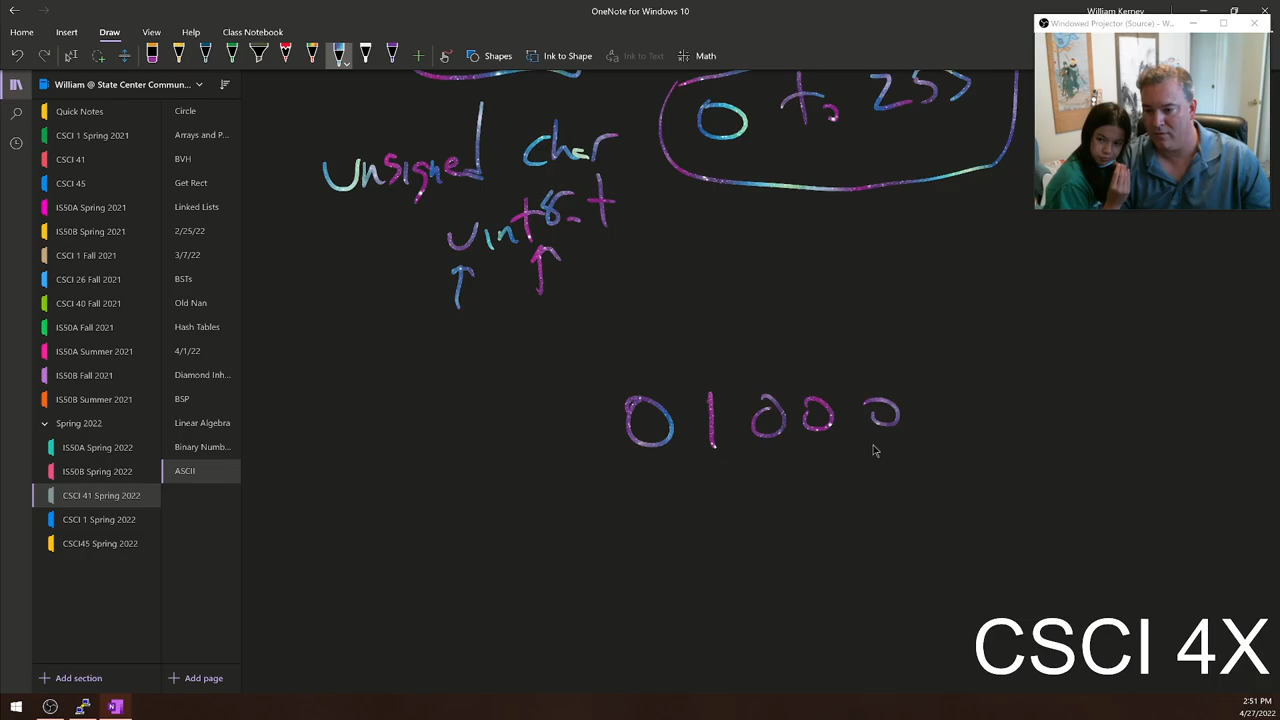 OneNote for Windows 10
William Kerney
Home Insert Draw View Help Class Notebook
Shapes Ink to Shape Ink to Text Math
Windowed Projector (Source) - W...
William @ State Center Commun...
Quick Notes
CSCI 1 Spring 2021
CSCI 41
CSCI 45
IS50A Spring 2021
IS50B Spring 2021
CSCI 1 Fall 2021
CSCI 26 Fall 2021
CSCI 40 Fall 2021
IS50A Fall 2021
IS50A Summer 2021
IS50B Fall 2021
IS50B Summer 2021
Spring 2022
IS50A Spring 2022
IS50B Spring 2022
CSCI 41 Spring 2022
CSCI 1 Spring 2022
CSCI45 Spring 2022
Add section
Circle
Arrays and P...
BVH
Get Rect
Linked Lists
2/25/22
3/7/22
BSTs
Old Nan
Hash Tables
4/1/22
Diamond Inh...
BSP
Linear Algebra
Binary Numb...
ASCII
Add page
0 to 255
unsigned char
uint8_t
0 1 0 0 0
CSCI 4X
2:51 PM
4/27/2022